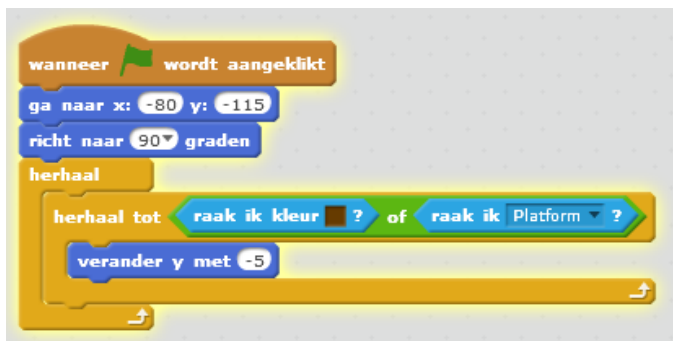 wanneer wordt aangeklikt
ga naar x: -80 y: -115
richt naar 90 graden
herhaal
herhaal tot raak ik kleur ? of raak ik Platform ?
verander y met -5